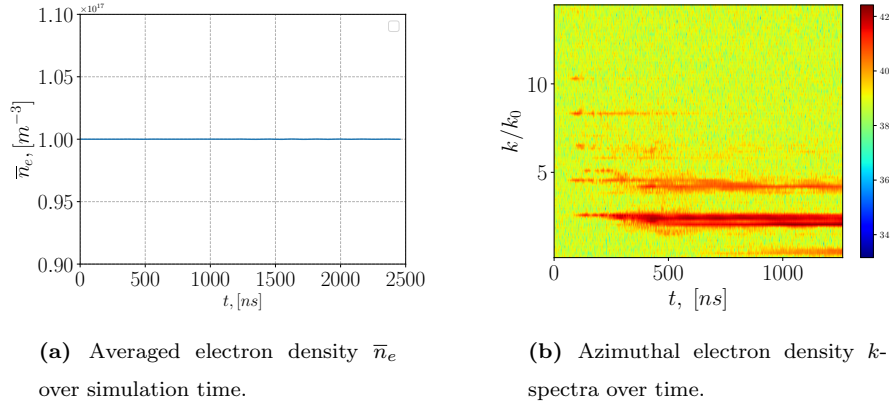 ×10¹⁷
1.10
1.05
1.00
0.95
0.90
n̅ₑ, [m⁻³]
0 500 1000 1500 2000 2500
t, [ns]
10
5
k/k₀
0 500 1000
t, [ns]
42
40
38
36
34
(a) Averaged electron density n̅ₑ
over simulation time.
(b) Azimuthal electron density k-
spectra over time.